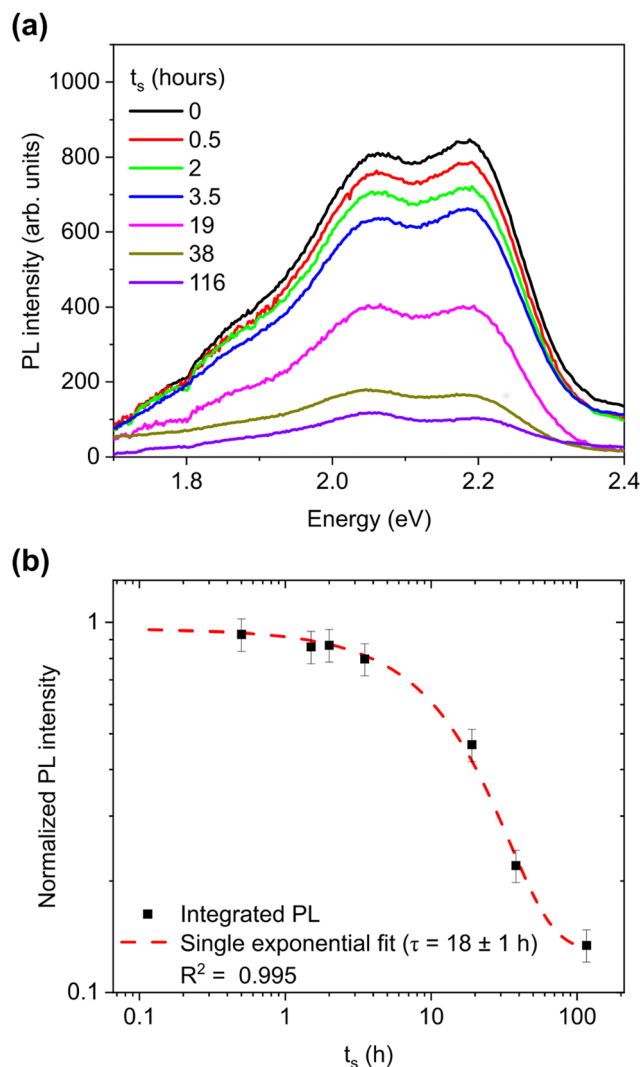 (a)
t_s (hours)
0
0.5
2
3.5
19
38
116
PL intensity (arb. units)
1000
800
600
400
200
0
1.8
2.0
2.2
2.4
Energy (eV)
(b)
Normalized PL intensity
1
0.1
Integrated PL
Single exponential fit (τ = 18 ± 1 h)
R² = 0.995
0.1
1
10
100
t_s (h)